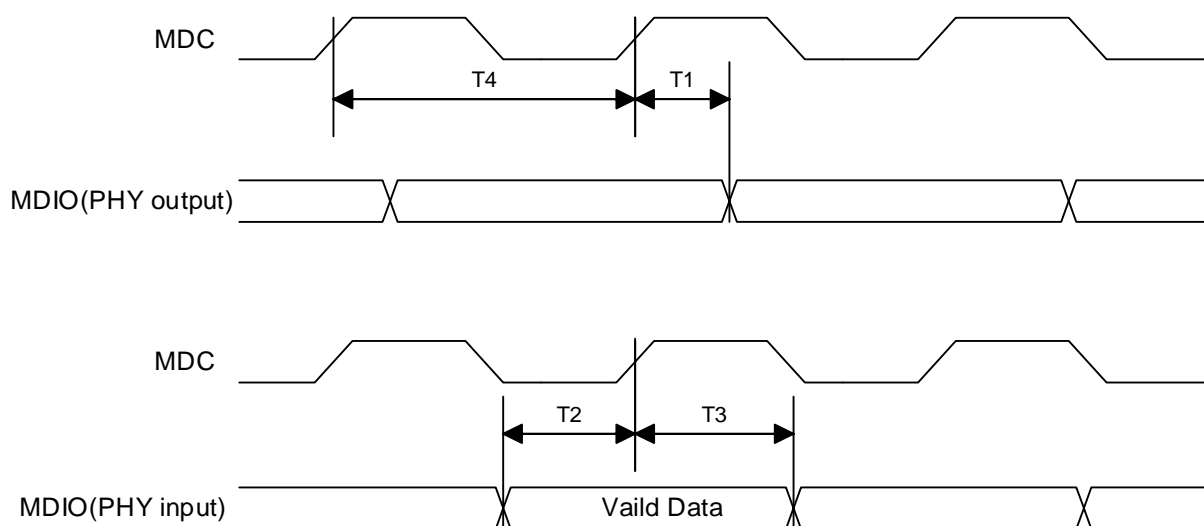 MDC
T4
T1
MDIO(PHY output)
MDC
T2
T3
MDIO(PHY input)
Vaild Data